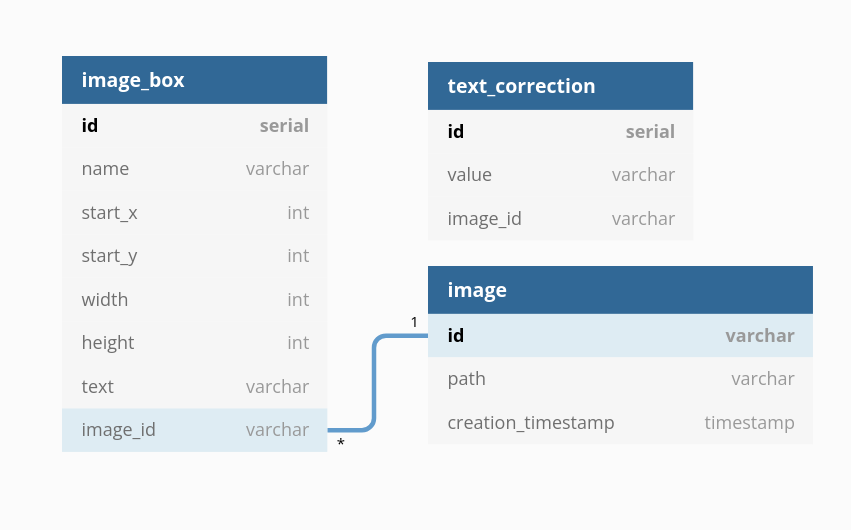 image_box
id serial
name varchar
start_x int
start_y int
width int
height int
text varchar
image_id varchar
*
text_correction
id serial
value varchar
image_id varchar
image
1
id varchar
path varchar
creation_timestamp timestamp